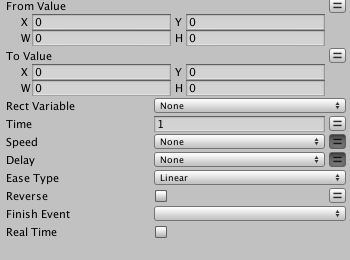 From Value
X 0 Y 0
W 0 H 0
To Value
X 0 Y 0
W 0 H 0
Rect Variable None
Time 1
Speed None
Delay None
Ease Type Linear
Reverse
Finish Event
Real Time